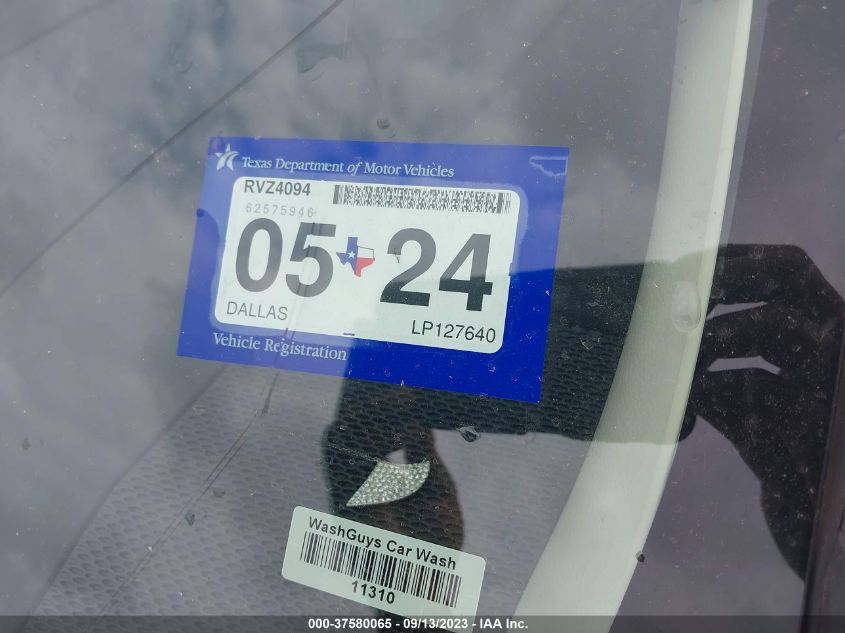 Texas Department of Motor Vehicles
RVZ4094
62575946
05 24
DALLAS
LP127640
Vehicle Registration
WashGuys Car Wash
11310
000-37580065 - 09/13/2023 - IAA Inc.